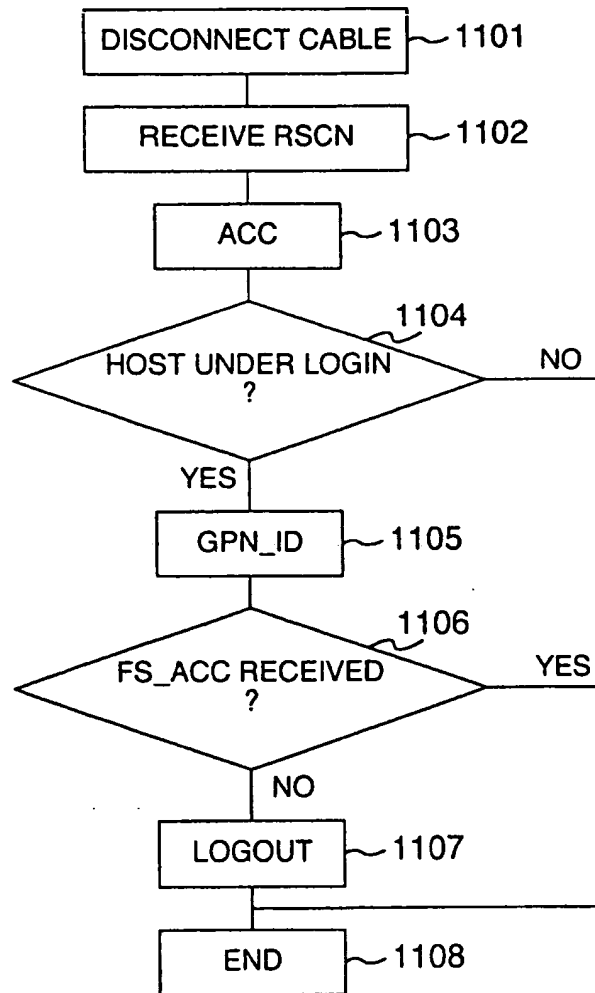 DISCONNECT CABLE 1101
RECEIVE RSCN 1102
ACC 1103
1104
HOST UNDER LOGIN
?
NO
YES
GPN_ID 1105
1106
FS_ACC RECEIVED
?
YES
NO
LOGOUT 1107
END 1108